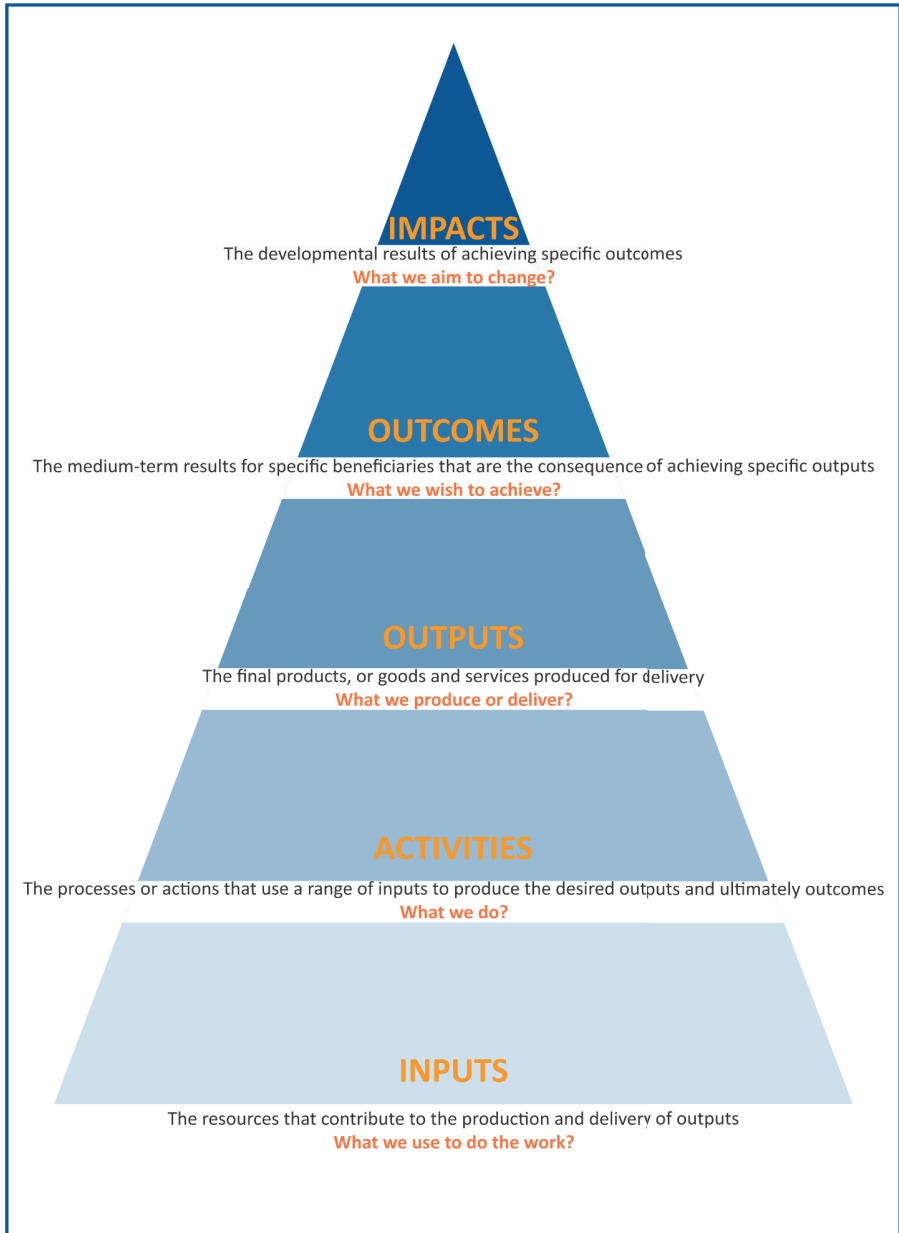 IMPACTS
The developmental results of achieving specific outcomes
What we aim to change?
OUTCOMES
The medium-term results for specific beneficiaries that are the consequence of achieving specific outputs
What we wish to achieve?
OUTPUTS
The final products, or goods and services produced for delivery
What we produce or deliver?
ACTIVITIES
The processes or actions that use a range of inputs to produce the desired outputs and ultimately outcomes
What we do?
INPUTS
The resources that contribute to the production and delivery of outputs
What we use to do the work?